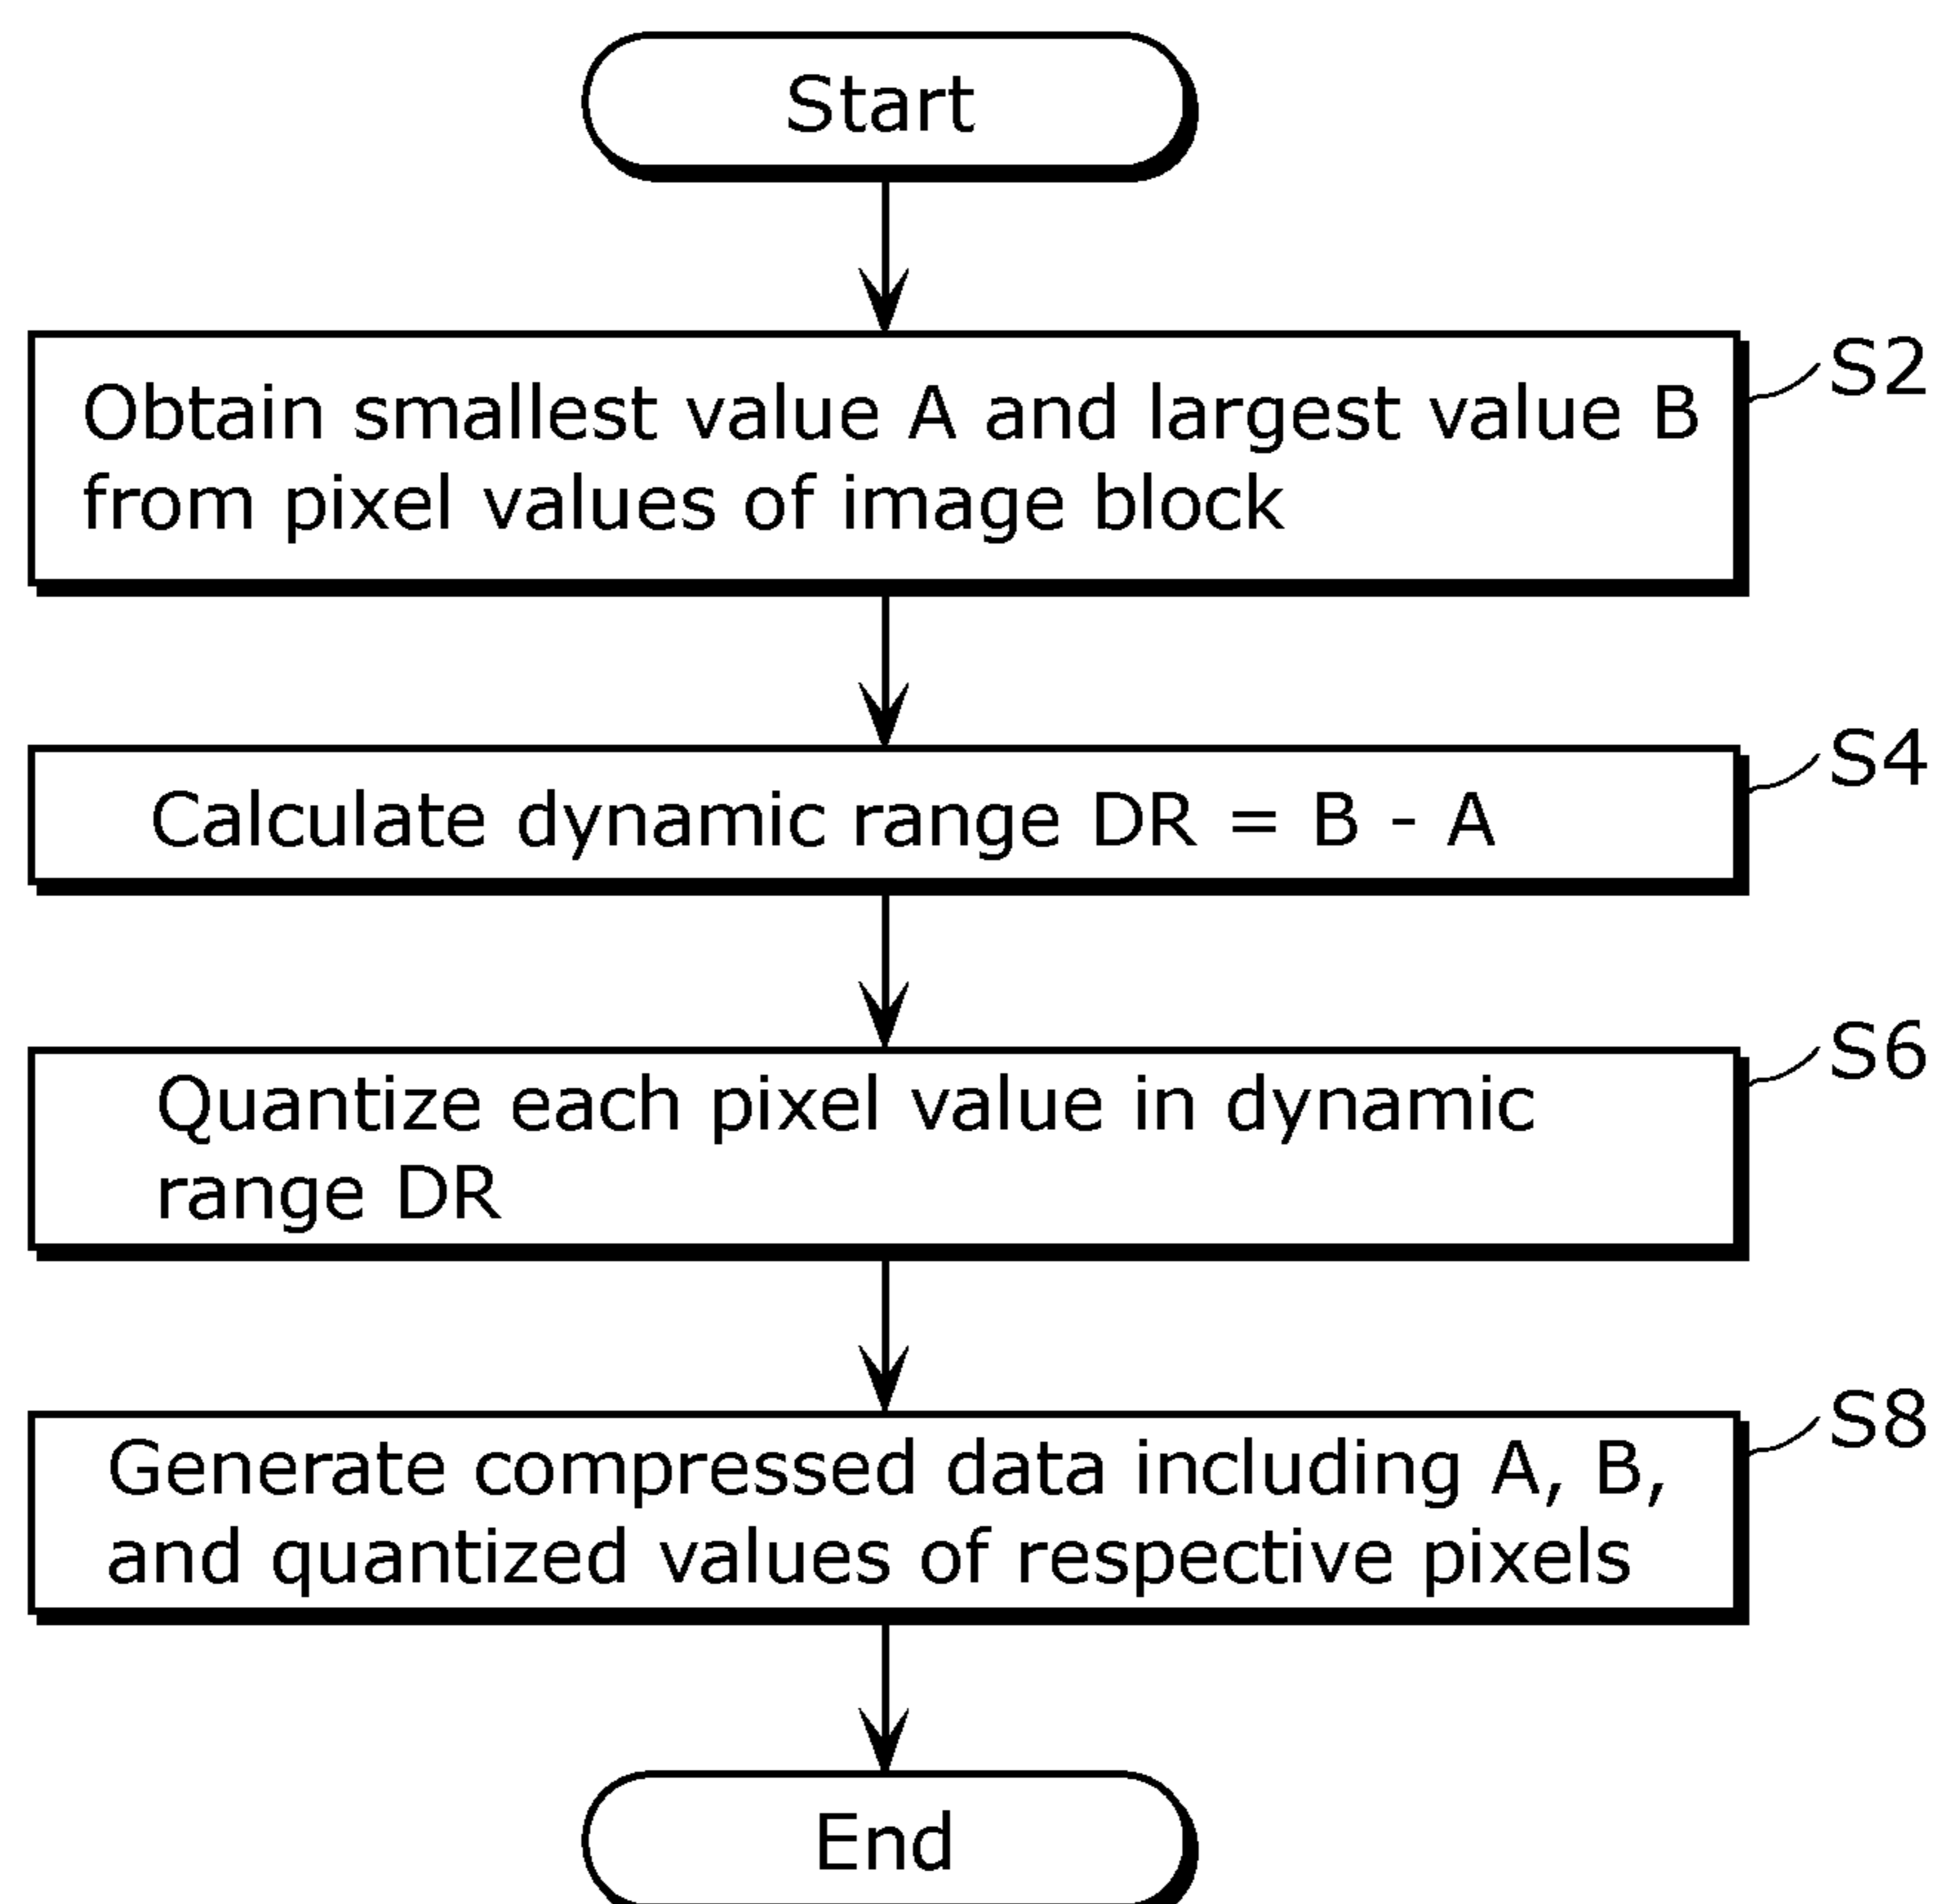 Start
S2
Obtain smallest value A and largest value B
from pixel values of image block
S4
Calculate dynamic range DR = B - A
S6
Quantize each pixel value in dynamic
range DR
S8
Generate compressed data including A, B,
and quantized values of respective pixels
End